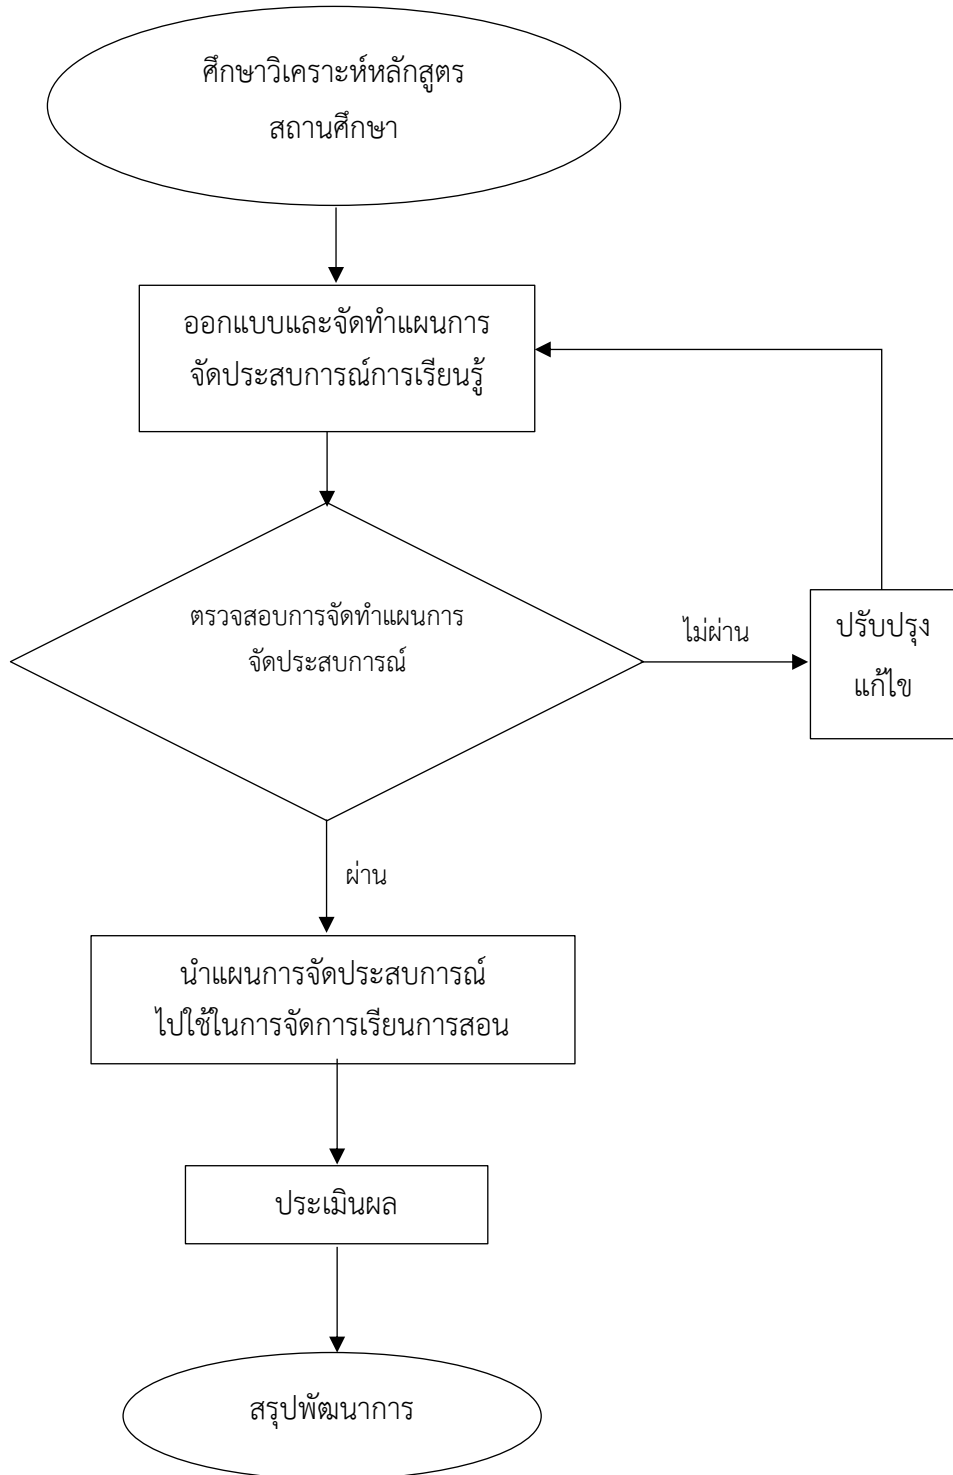 ศึกษาวิเคราะห์หลักสูตร
สถานศึกษา
ออกแบบและจัดทำแผนการ
จัดประสบการณ์การเรียนรู้
ตรวจสอบการจัดทำแผนการ
จัดประสบการณ์
ไม่ผ่าน
ปรับปรุง
แก้ไข
ผ่าน
นำแผนการจัดประสบการณ์
ไปใช้ในการจัดการเรียนการสอน
ประเมินผล
สรุปพัฒนาการ